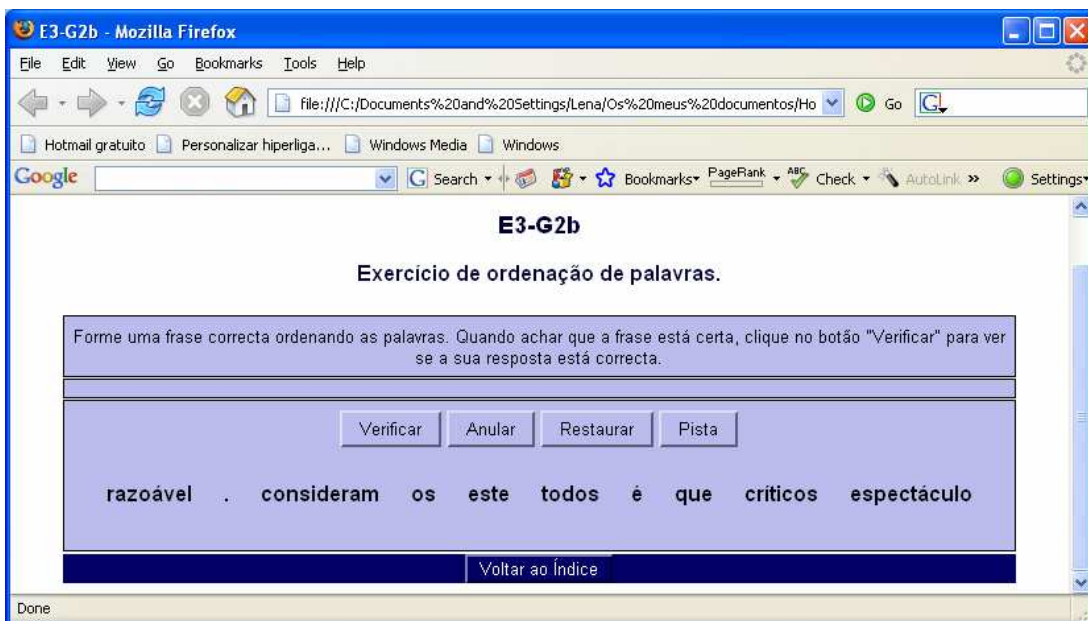 E3-G2b - Mozilla Firefox
File Edit View Go Bookmarks Tools Help
file:///C:/Documents%20and%20Settings/Lena/Os%20meus%20documentos/Ho Go G
Hotmail gratuito Personalizar hiperliga... Windows Media Windows
Google G Search Bookmarks PageRank ABC Check AutoLink » Settings
E3-G2b
Exercício de ordenação de palavras.
Forme uma frase correcta ordenando as palavras. Quando achar que a frase está certa, clique no botão "Verificar" para ver
se a sua resposta está correcta.
Verificar Anular Restaurar Pista
razoável . consideram os este todos é que críticos espectáculo
Voltar ao Índice
Done